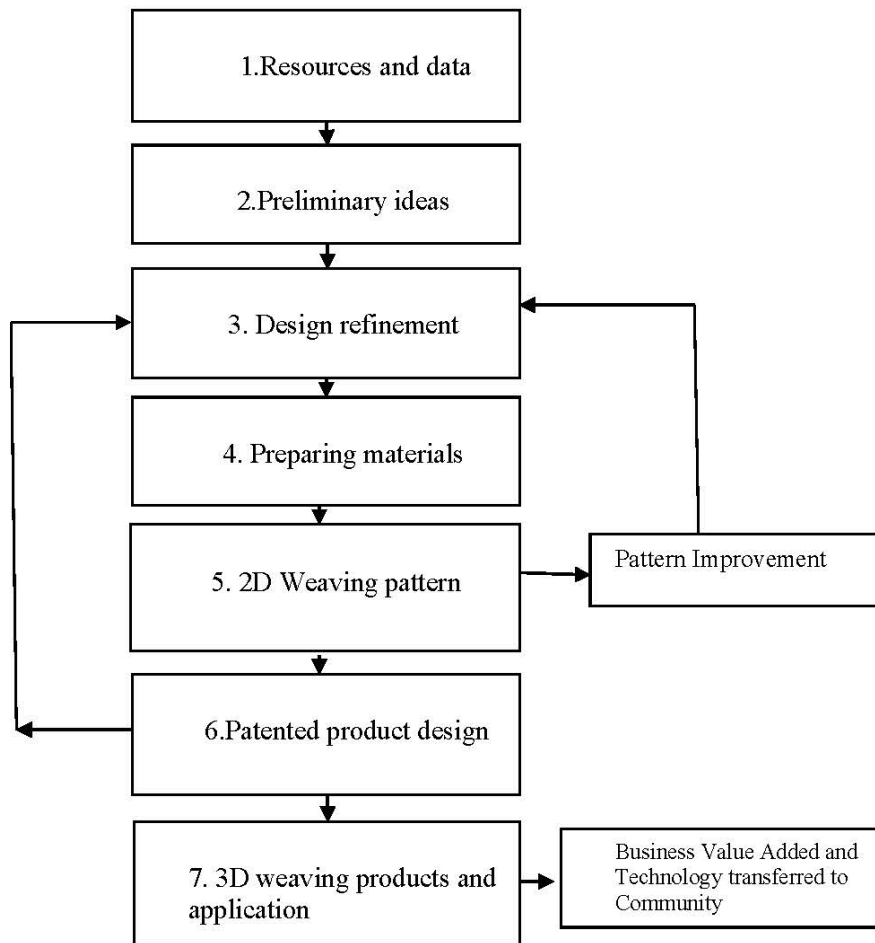 1.Resources and data
2.Preliminary ideas
3. Design refinement
4. Preparing materials
5. 2D Weaving pattern
Pattern Improvement
6.Patented product design
7. 3D weaving products and
application
Business Value Added and
Technology transferred to
Community